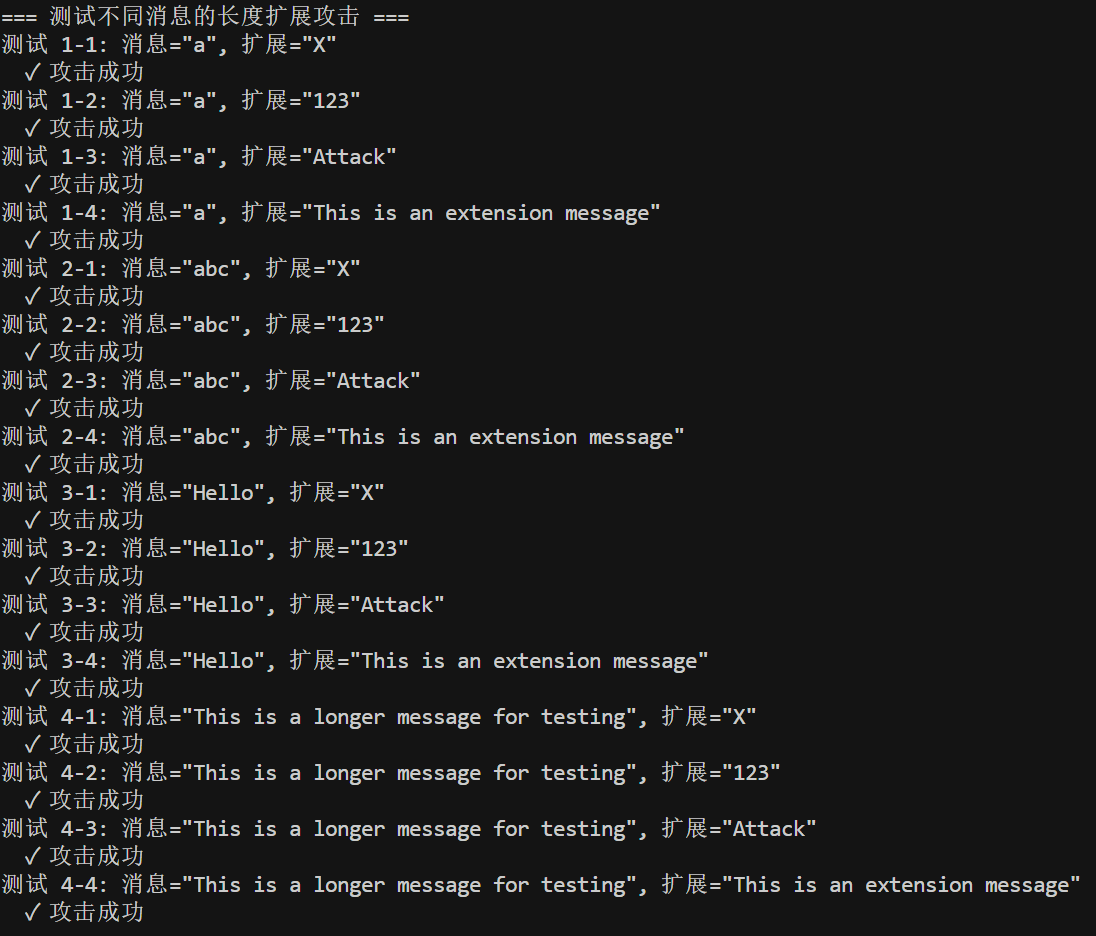 === 测试不同消息的长度扩展攻击 ===
测试 1-1: 消息="a", 扩展="X"
  ✓ 攻击成功
测试 1-2: 消息="a", 扩展="123"
  ✓ 攻击成功
测试 1-3: 消息="a", 扩展="Attack"
  ✓ 攻击成功
测试 1-4: 消息="a", 扩展="This is an extension message"
  ✓ 攻击成功
测试 2-1: 消息="abc", 扩展="X"
  ✓ 攻击成功
测试 2-2: 消息="abc", 扩展="123"
  ✓ 攻击成功
测试 2-3: 消息="abc", 扩展="Attack"
  ✓ 攻击成功
测试 2-4: 消息="abc", 扩展="This is an extension message"
  ✓ 攻击成功
测试 3-1: 消息="Hello", 扩展="X"
  ✓ 攻击成功
测试 3-2: 消息="Hello", 扩展="123"
  ✓ 攻击成功
测试 3-3: 消息="Hello", 扩展="Attack"
  ✓ 攻击成功
测试 3-4: 消息="Hello", 扩展="This is an extension message"
  ✓ 攻击成功
测试 4-1: 消息="This is a longer message for testing", 扩展="X"
  ✓ 攻击成功
测试 4-2: 消息="This is a longer message for testing", 扩展="123"
  ✓ 攻击成功
测试 4-3: 消息="This is a longer message for testing", 扩展="Attack"
  ✓ 攻击成功
测试 4-4: 消息="This is a longer message for testing", 扩展="This is an extension message"
  ✓ 攻击成功